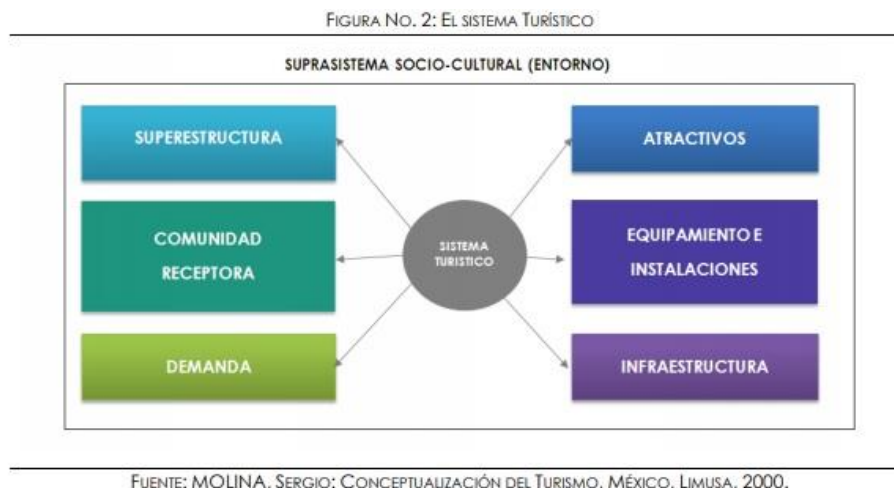 FIGURA NO. 2: EL SISTEMA TURÍSTICO
SUPRASISTEMA SOCIO-CULTURAL (ENTORNO)
SUPERESTRUCTURA
COMUNIDAD
RECEPTORA
DEMANDA
SISTEMA
TURISTICO
ATRACTIVOS
EQUIPAMIENTO E
INSTALACIONES
INFRAESTRUCTURA
FUENTE: MOLINA, SERGIO: CONCEPTUALIZACIÓN DEL TURISMO, MÉXICO, LIMUSA, 2000.